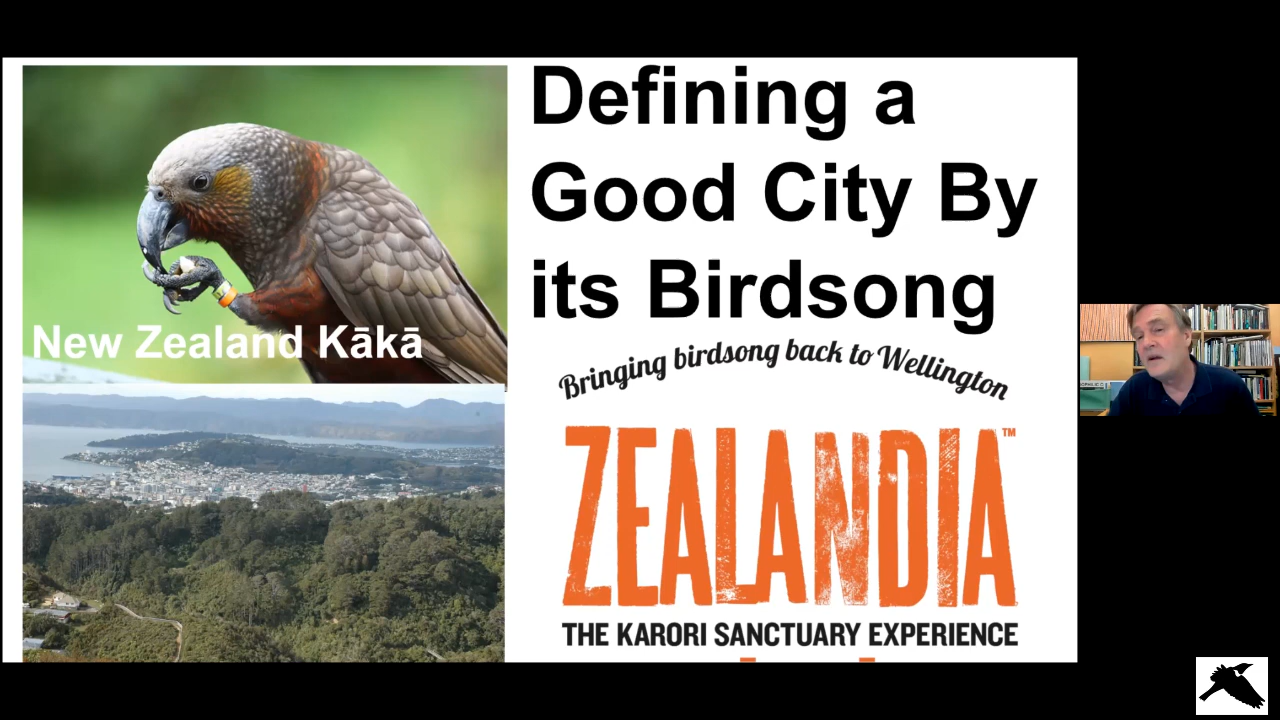 Defining a
Good City By
its Birdsong
New Zealand Kākā
Bringing birdsong back to Wellington
ZEALANDIA™
THE KARORI SANCTUARY EXPERIENCE